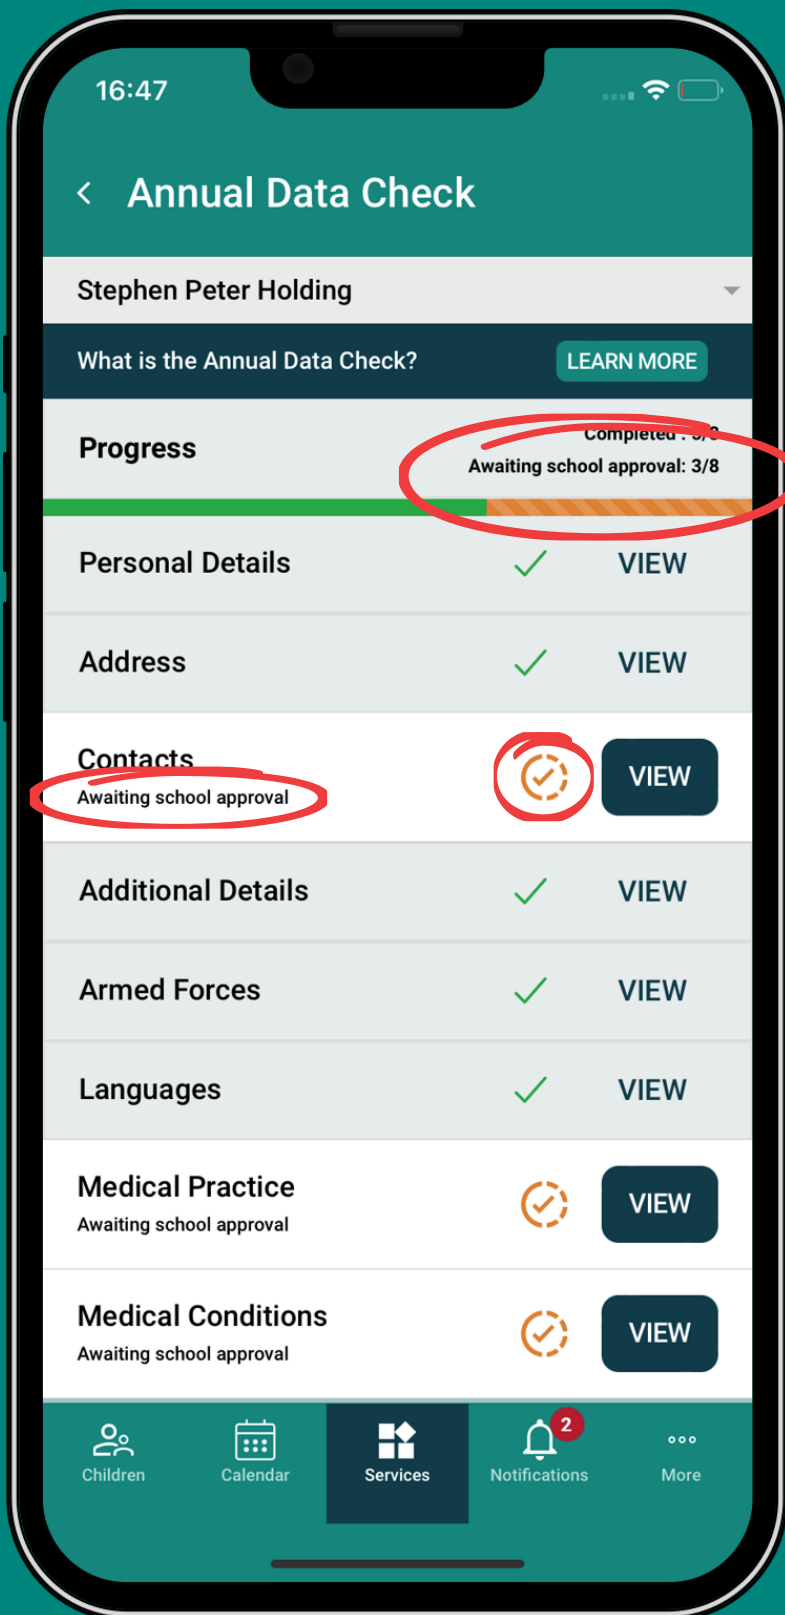 16:47
Annual Data Check
Stephen Peter Holding
What is the Annual Data Check?
LEARN MORE
Progress
Completed :
Awaiting school approval: 3/8
Personal Details
VIEW
Address
VIEW
Contacts
Awaiting school approval
VIEW
Additional Details
VIEW
Armed Forces
VIEW
Languages
VIEW
Medical Practice
Awaiting school approval
VIEW
Medical Conditions
Awaiting school approval
VIEW
2
Children
Calendar
Services
Notifications
More